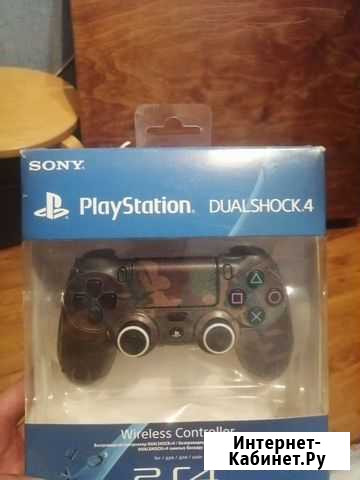 SONY
PlayStation DUALSHOCK.4
Wireless Controller
PS4
Интернет-
Кабинет.Ру